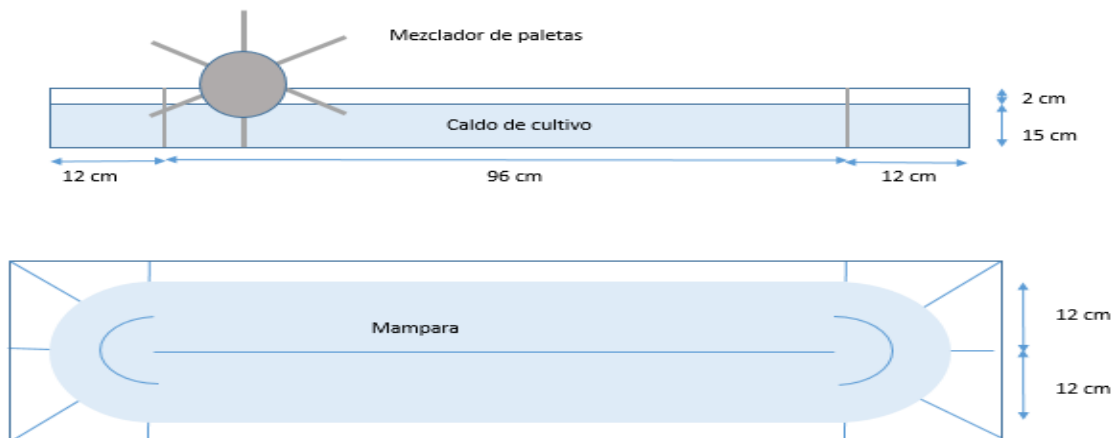 Mezclador de paletas
2 cm
Caldo de cultivo
15 cm
12 cm
96 cm
12 cm
12 cm
Mampara
12 cm